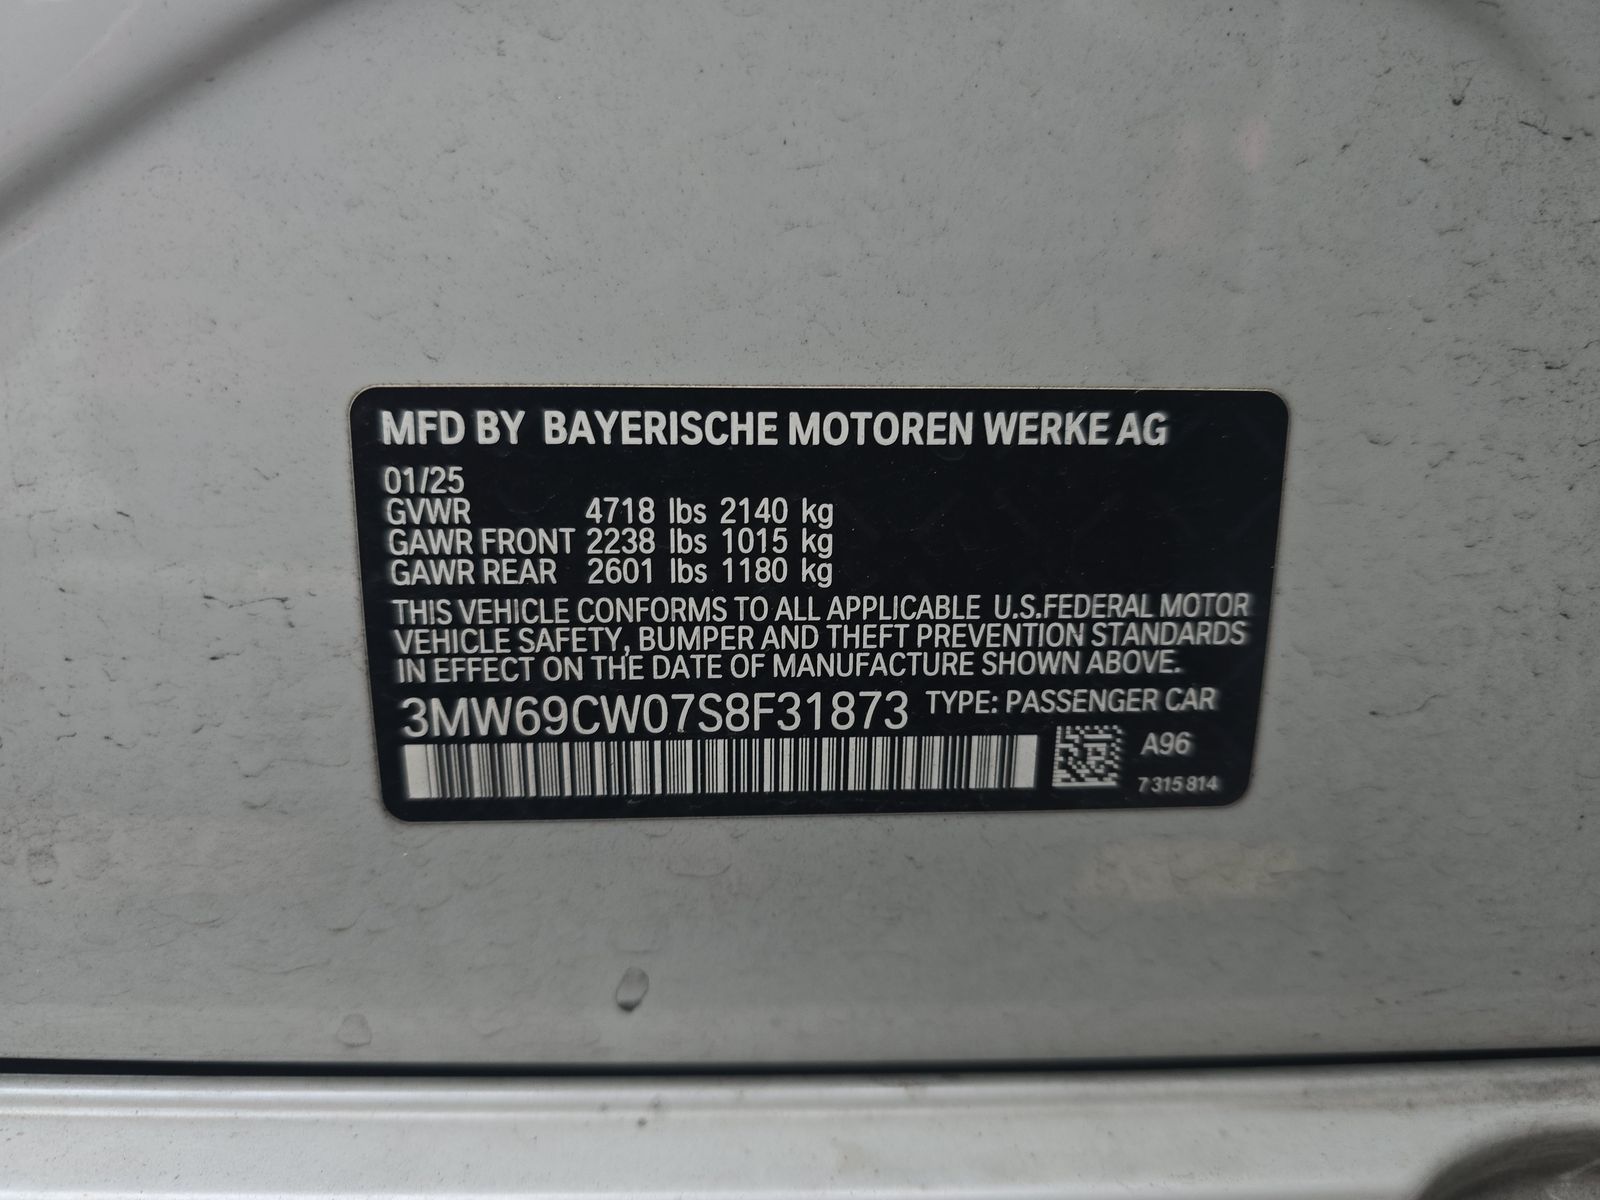 MFD BY BAYERISCHE MOTOREN WERKE AG
01/25
GVWR 4718 lbs 2140 kg
GAWR FRONT 2238 lbs 1015 kg
GAWR REAR 2601 lbs 1180 kg
THIS VEHICLE CONFORMS TO ALL APPLICABLE U.S.FEDERAL MOTOR
VEHICLE SAFETY, BUMPER AND THEFT PREVENTION STANDARDS
IN EFFECT ON THE DATE OF MANUFACTURE SHOWN ABOVE.
3MW69CW07S8F31873 TYPE: PASSENGER CAR
A96
7 315 814